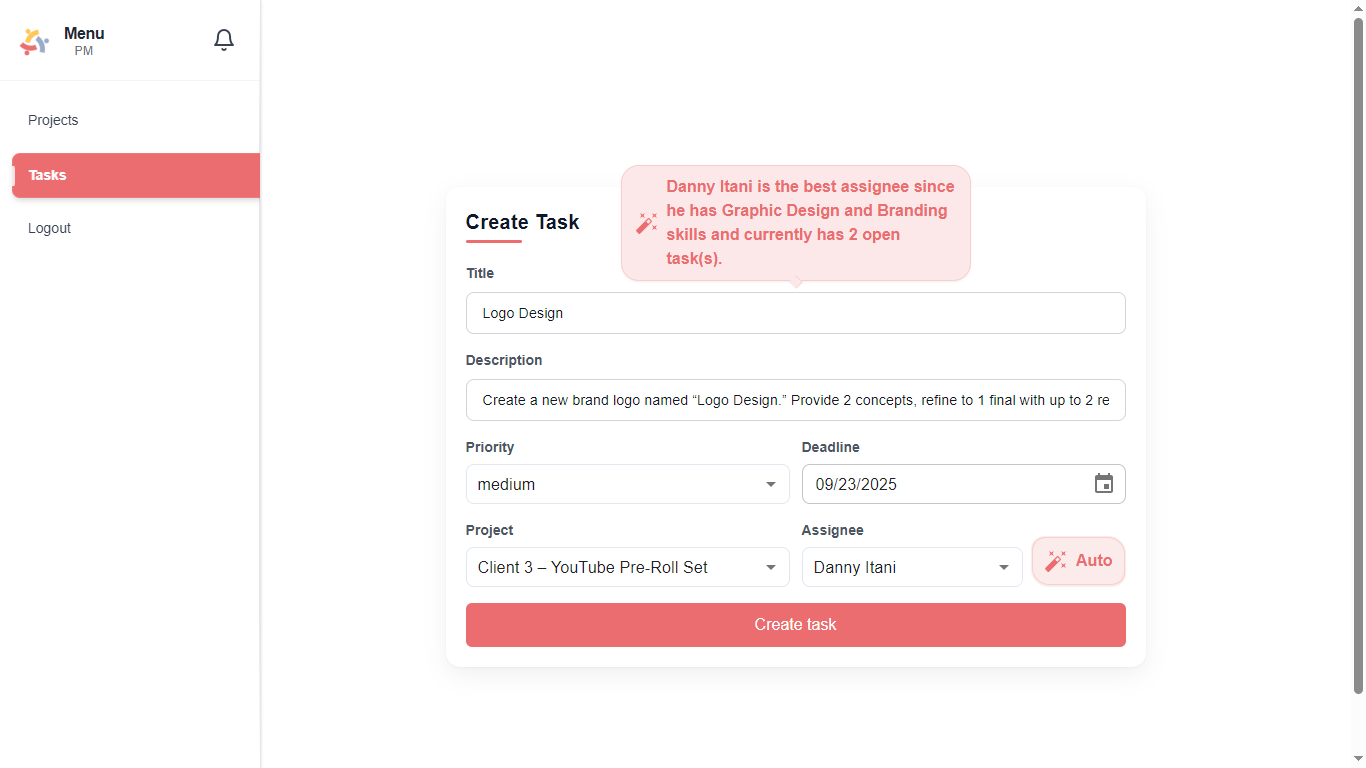 Menu
PM
Projects
Tasks
Logout
Danny Itani is the best assignee since
he has Graphic Design and Branding
skills and currently has 2 open
task(s).
Create Task
Title
Logo Design
Description
Create a new brand logo named “Logo Design.” Provide 2 concepts, refine to 1 final with up to 2 re
Priority
Deadline
medium
09/23/2025
Project
Assignee
Client 3 – YouTube Pre-Roll Set
Danny Itani
Auto
Create task